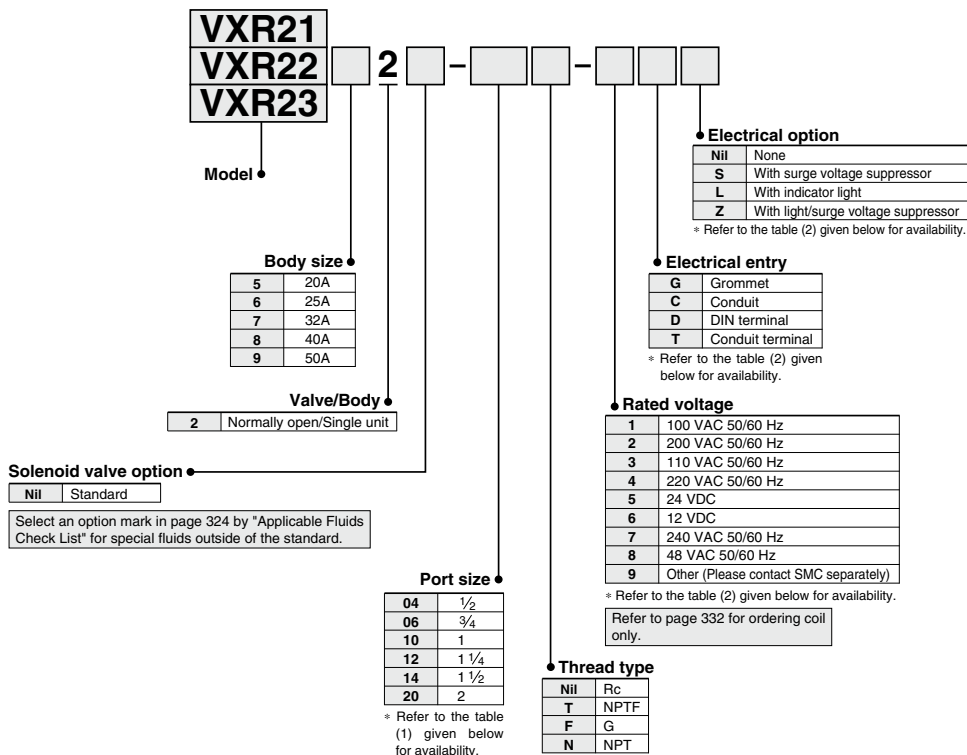 VXR21
VXR22 2 – –
VXR23
Model
Electrical option
Nil None
S With surge voltage suppressor
L With indicator light
Z With light/surge voltage suppressor
* Refer to the table (2) given below for availability.
Body size
5 20A
6 25A
7 32A
8 40A
9 50A
Electrical entry
G Grommet
C Conduit
D DIN terminal
T Conduit terminal
* Refer to the table (2) given
below for availability.
Valve/Body
2 Normally open/Single unit
Rated voltage
1 100 VAC 50/60 Hz
2 200 VAC 50/60 Hz
3 110 VAC 50/60 Hz
4 220 VAC 50/60 Hz
5 24 VDC
6 12 VDC
7 240 VAC 50/60 Hz
8 48 VAC 50/60 Hz
9 Other (Please contact SMC separately)
* Refer to the table (2) given below for availability.
Refer to page 332 for ordering coil
only.
Solenoid valve option
Nil Standard
Select an option mark in page 324 by "Applicable Fluids
Check List" for special fluids outside of the standard.
Port size
04 1/2
06 3/4
10 1
12 1 1/4
14 1 1/2
20 2
* Refer to the table
(1) given below
for availability.
Thread type
Nil Rc
T NPTF
F G
N NPT